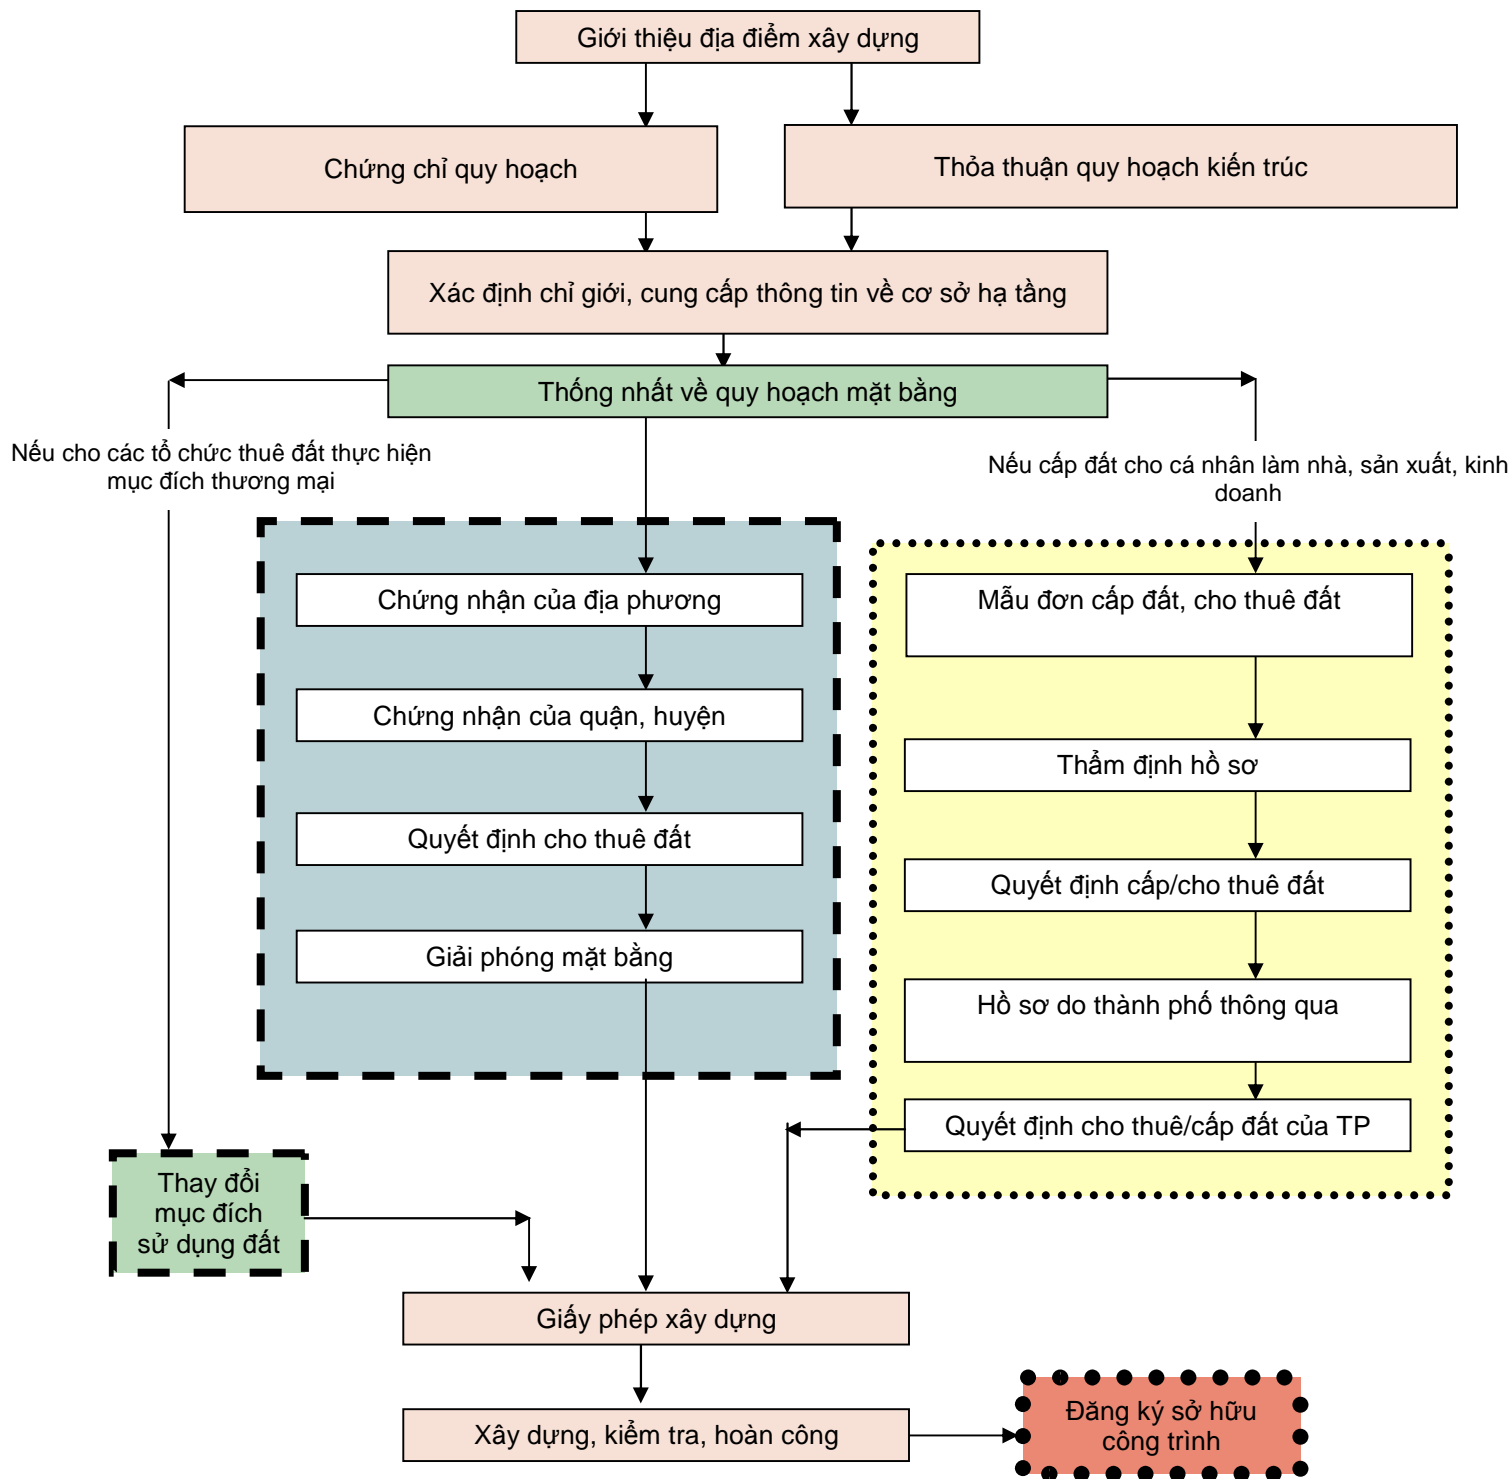 Giới thiệu địa điểm xây dựng
Chứng chỉ quy hoạch
Thỏa thuận quy hoạch kiến trúc
Xác định chỉ giới, cung cấp thông tin về cơ sở hạ tầng
Thống nhất về quy hoạch mặt bằng
Nếu cho các tổ chức thuê đất thực hiện
mục đích thương mại
Nếu cấp đất cho cá nhân làm nhà, sản xuất, kinh
doanh
Chứng nhận của địa phương
Chứng nhận của quận, huyện
Quyết định cho thuê đất
Giải phóng mặt bằng
Mẫu đơn cấp đất, cho thuê đất
Thẩm định hồ sơ
Quyết định cấp/cho thuê đất
Hồ sơ do thành phố thông qua
Quyết định cho thuê/cấp đất của TP
Thay đổi
mục đích
sử dụng đất
Giấy phép xây dựng
Xây dựng, kiểm tra, hoàn công
Đăng ký sở hữu
công trình